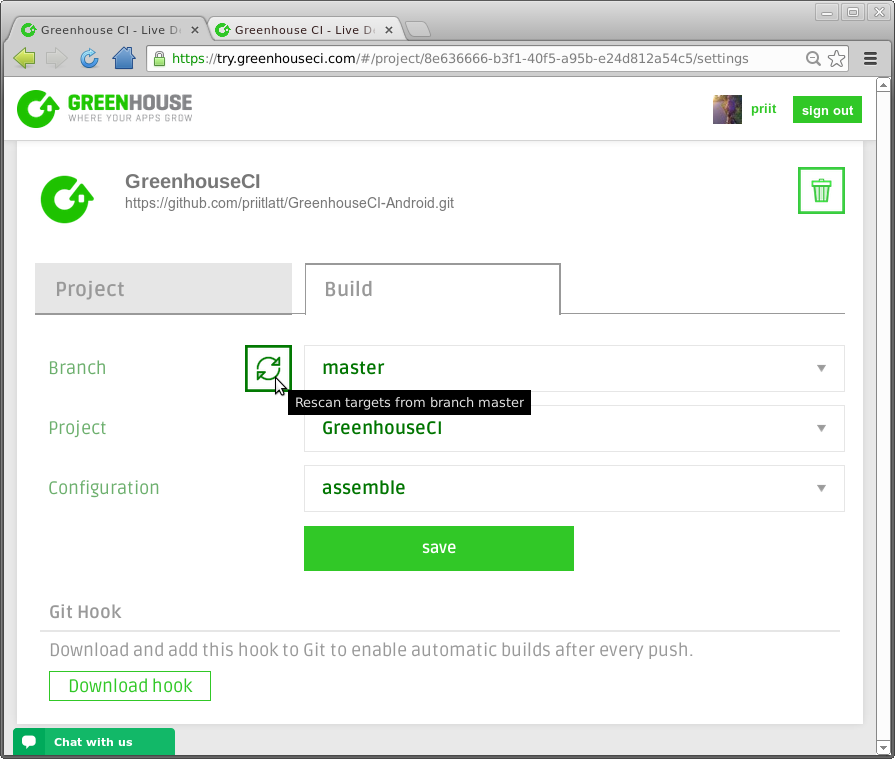 Greenhouse CI - Live D
Greenhouse CI - Live D
https://try.greenhouseci.com/#/project/8e636666-b3f1-40f5-a95b-e24d812a54c5/settings
GREENHOUSE
WHERE YOUR APPS GROW
priit
sign out
GreenhouseCI
https://github.com/priitlatt/GreenhouseCI-Android.git
Project
Build
Branch
master
Rescan targets from branch master
Project
GreenhouseCI
Configuration
assemble
save
Git Hook
Download and add this hook to Git to enable automatic builds after every push.
Download hook
Chat with us